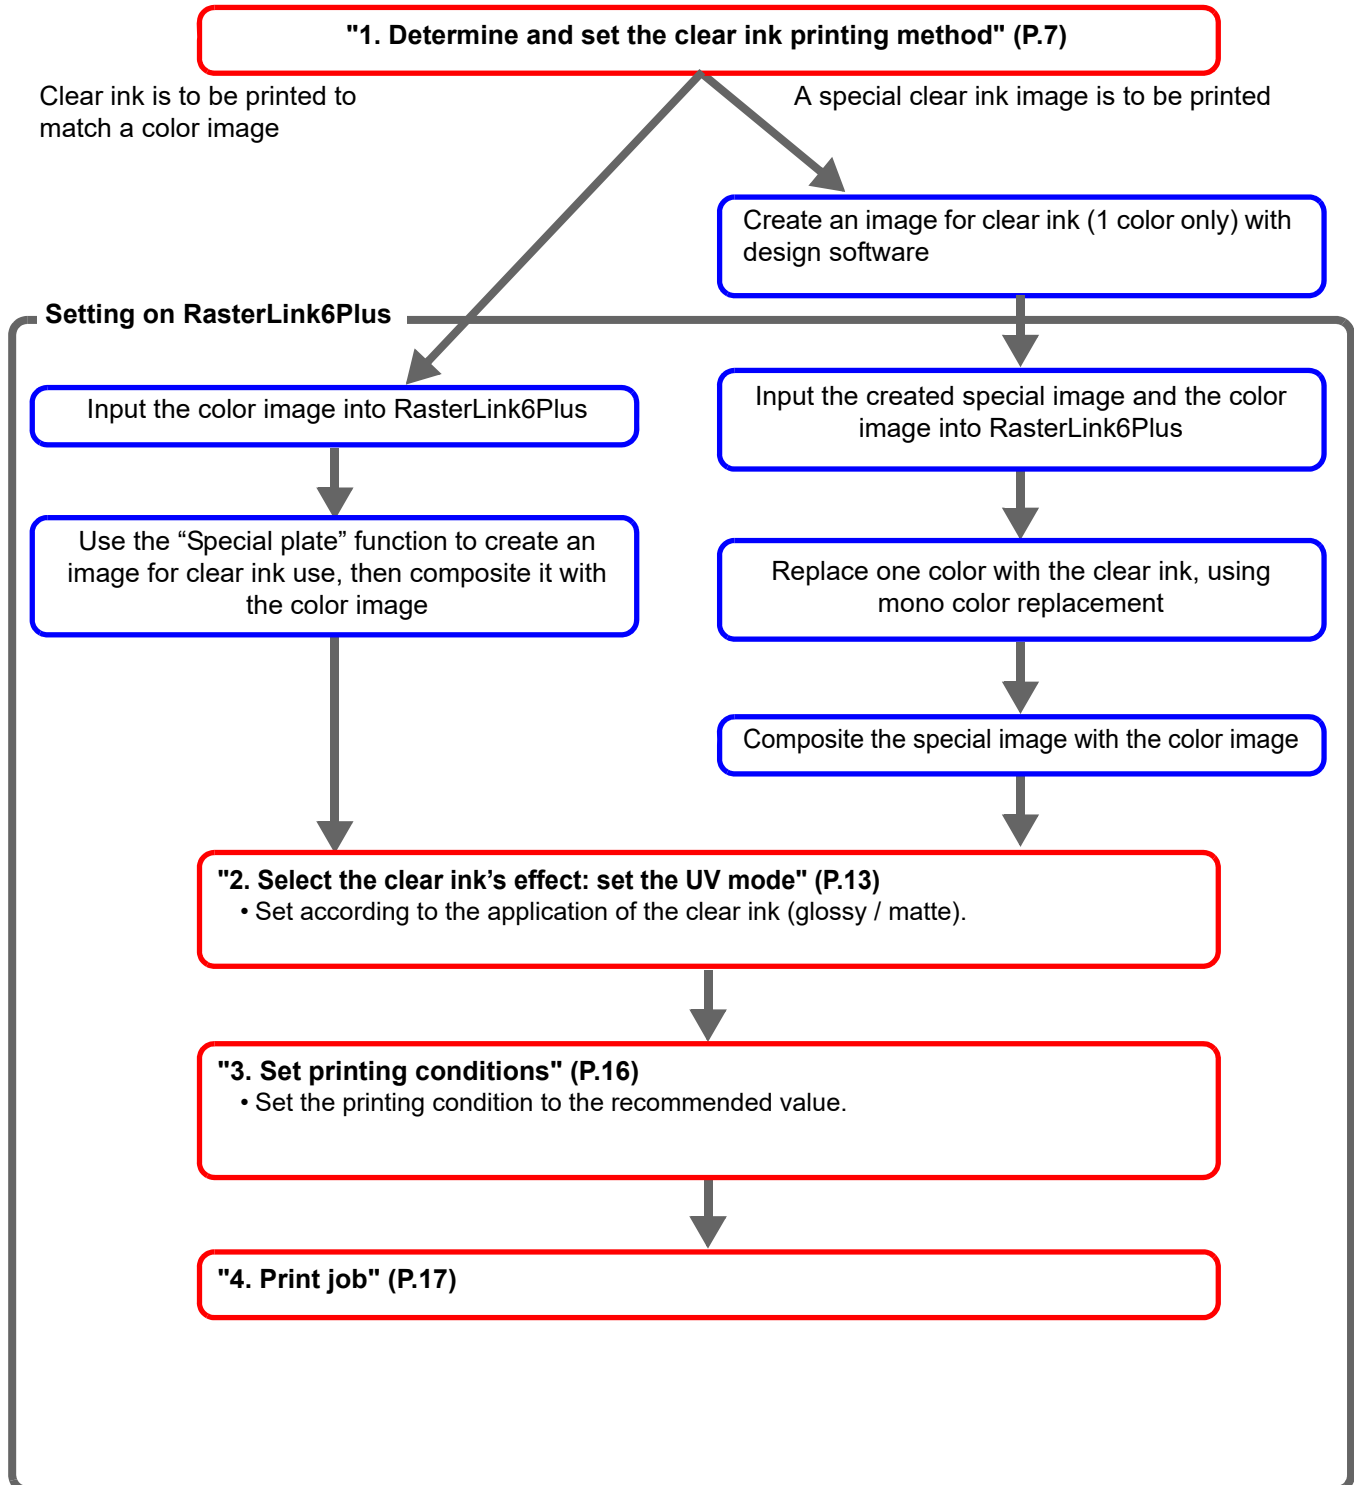 "1. Determine and set the clear ink printing method" (P.7)
Clear ink is to be printed to
match a color image
A special clear ink image is to be printed
Create an image for clear ink (1 color only) with
design software
Setting on RasterLink6Plus
Input the color image into RasterLink6Plus
Use the “Special plate” function to create an
image for clear ink use, then composite it with
the color image
Input the created special image and the color
image into RasterLink6Plus
Replace one color with the clear ink, using
mono color replacement
Composite the special image with the color image
"2. Select the clear ink’s effect: set the UV mode" (P.13)
• Set according to the application of the clear ink (glossy / matte).
"3. Set printing conditions" (P.16)
• Set the printing condition to the recommended value.
"4. Print job" (P.17)